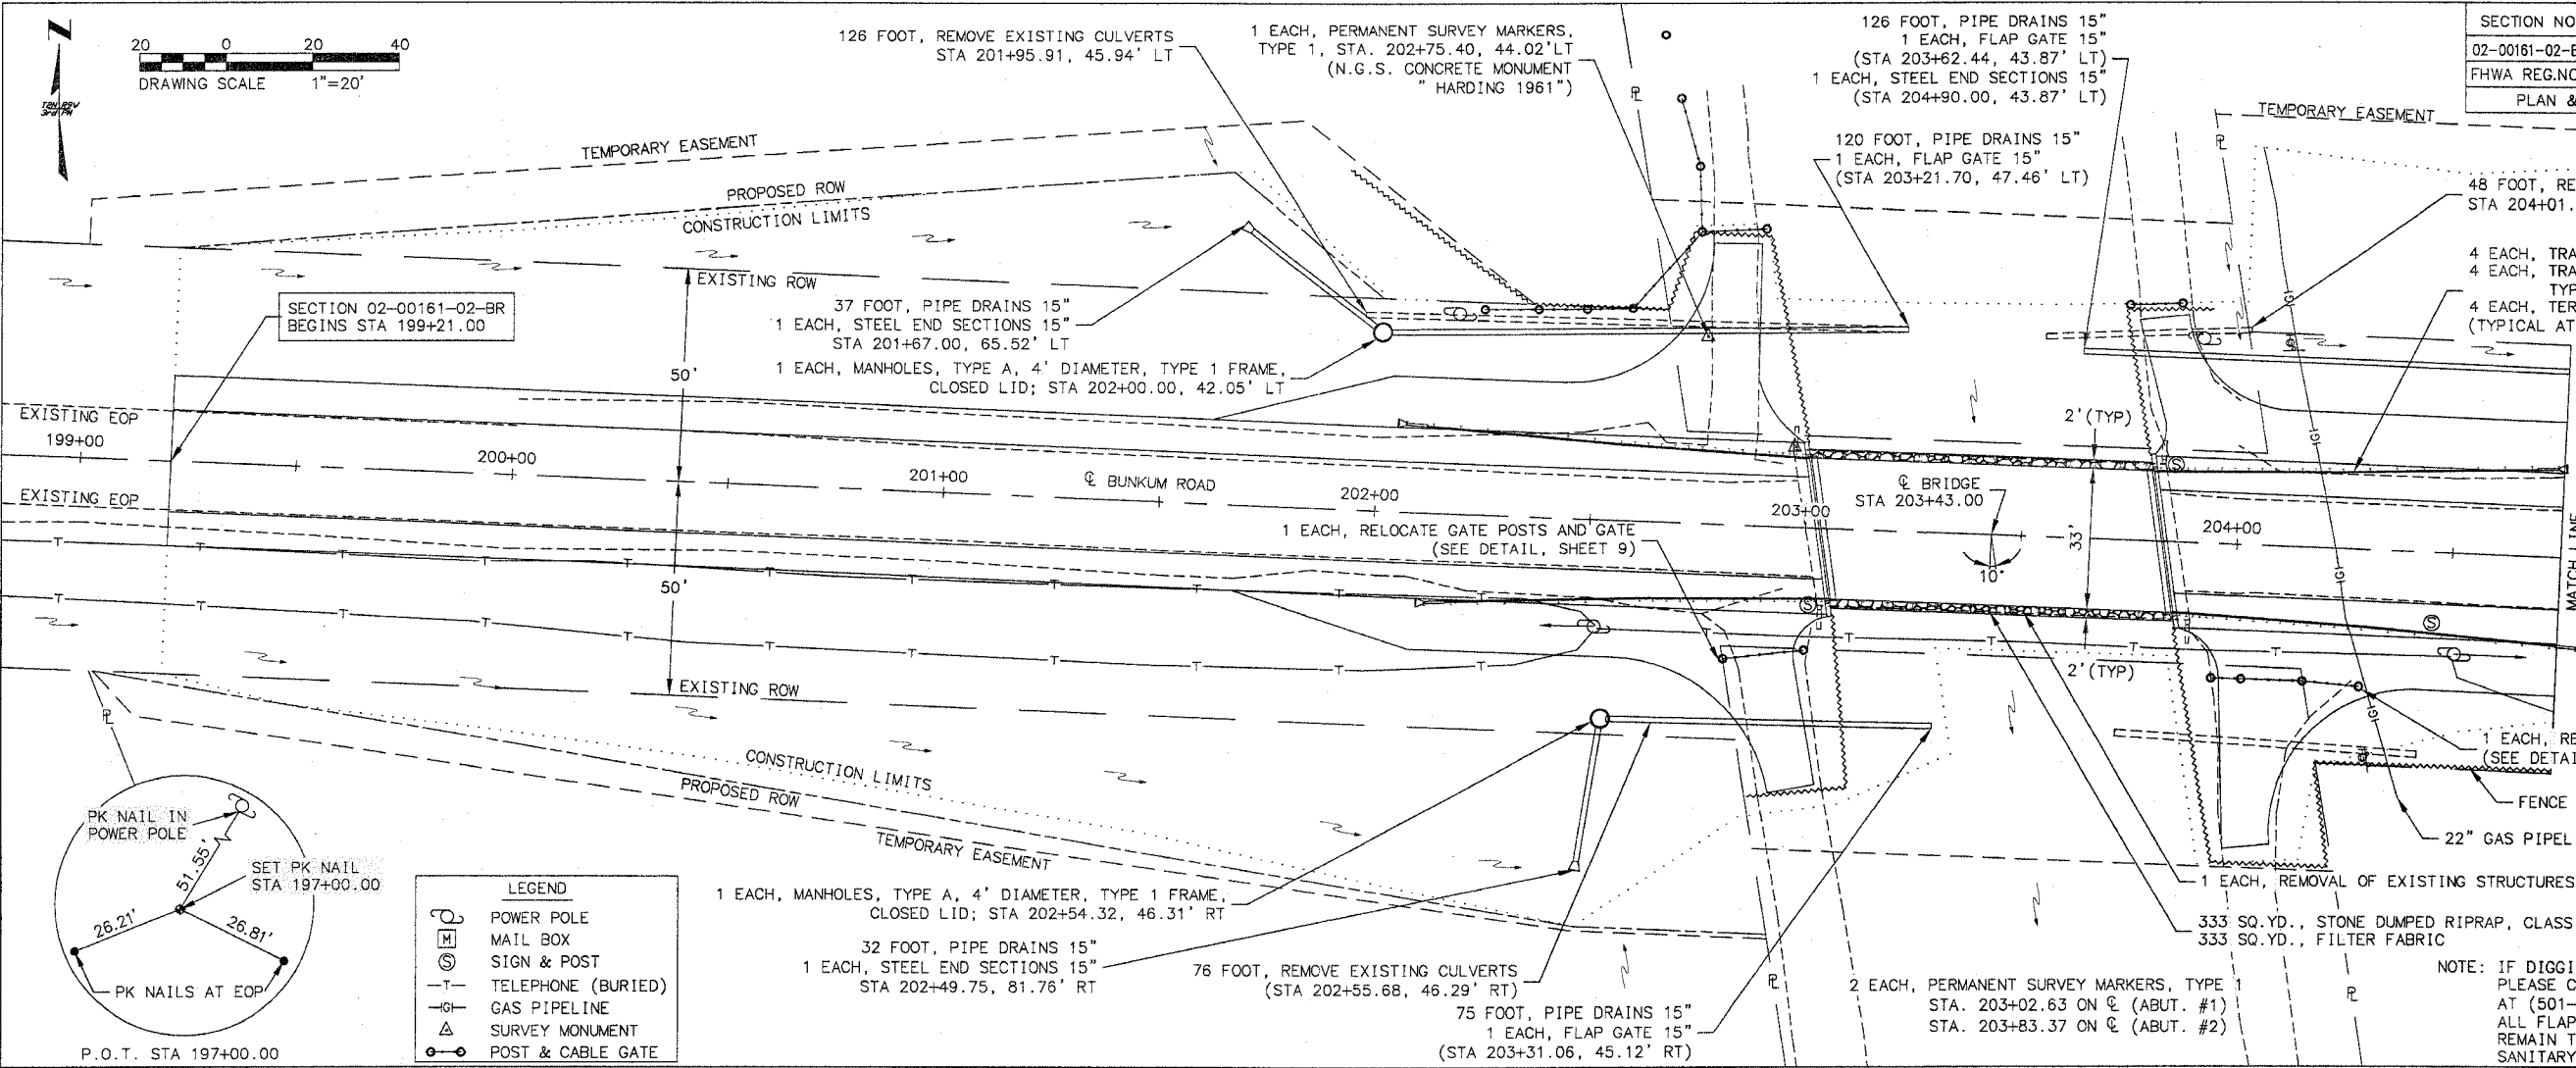 N
20 0 20 40
DRAWING SCALE 1"=20'
126 FOOT, REMOVE EXISTING CULVERTS
STA 201+95.91, 45.94' LT
1 EACH, PERMANENT SURVEY MARKERS,
TYPE 1, STA. 202+75.40, 44.02'LT
(N.G.S. CONCRETE MONUMENT
" HARDING 1961")
126 FOOT, PIPE DRAINS 15"
1 EACH, FLAP GATE 15"
(STA 203+62.44, 43.87' LT)
1 EACH, STEEL END SECTIONS 15"
(STA 204+90.00, 43.87' LT)
120 FOOT, PIPE DRAINS 15"
1 EACH, FLAP GATE 15"
(STA 203+21.70, 47.46' LT)
SECTION NO
02-00161-02-B
FHWA REG.NO
PLAN &
TEMPORARY EASEMENT
48 FOOT, RE
STA 204+01.
4 EACH, TRA
4 EACH, TRA
TYP
4 EACH, TER
(TYPICAL AT
TEMPORARY EASEMENT
PROPOSED ROW
CONSTRUCTION LIMITS
EXISTING ROW
SECTION 02-00161-02-BR
BEGINS STA 199+21.00
37 FOOT, PIPE DRAINS 15"
1 EACH, STEEL END SECTIONS 15"
STA 201+67.00, 65.52' LT
1 EACH, MANHOLES, TYPE A, 4' DIAMETER, TYPE 1 FRAME,
CLOSED LID; STA 202+00.00, 42.05' LT
50'
EXISTING EOP
199+00
200+00
201+00
℄ BUNKUM ROAD
202+00
203+00
℄ BRIDGE
STA 203+43.00
204+00
2'(TYP)
33'
10°
2'(TYP)
MATCH LINE
EXISTING EOP
1 EACH, RELOCATE GATE POSTS AND GATE
(SEE DETAIL, SHEET 9)
50'
EXISTING ROW
CONSTRUCTION LIMITS
PROPOSED ROW
TEMPORARY EASEMENT
1 EACH, RE
(SEE DETAI
FENCE
22" GAS PIPEL
1 EACH, REMOVAL OF EXISTING STRUCTURES
333 SQ.YD., STONE DUMPED RIPRAP, CLASS
333 SQ.YD., FILTER FABRIC
NOTE: IF DIGGI
PLEASE C
AT (501-
ALL FLAP
REMAIN T
SANITARY
PK NAIL IN
POWER POLE
51.55'
SET PK NAIL
STA 197+00.00
26.21'
26.81'
PK NAILS AT EOP
P.O.T. STA 197+00.00
LEGEND
POWER POLE
M MAIL BOX
S SIGN & POST
—T— TELEPHONE (BURIED)
—IGI— GAS PIPELINE
SURVEY MONUMENT
POST & CABLE GATE
1 EACH, MANHOLES, TYPE A, 4' DIAMETER, TYPE 1 FRAME,
CLOSED LID; STA 202+54.32, 46.31' RT
32 FOOT, PIPE DRAINS 15"
1 EACH, STEEL END SECTIONS 15"
STA 202+49.75, 81.76' RT
76 FOOT, REMOVE EXISTING CULVERTS
(STA 202+55.68, 46.29' RT)
75 FOOT, PIPE DRAINS 15"
1 EACH, FLAP GATE 15"
(STA 203+31.06, 45.12' RT)
2 EACH, PERMANENT SURVEY MARKERS, TYPE 1
STA. 203+02.63 ON ℄ (ABUT. #1)
STA. 203+83.37 ON ℄ (ABUT. #2)